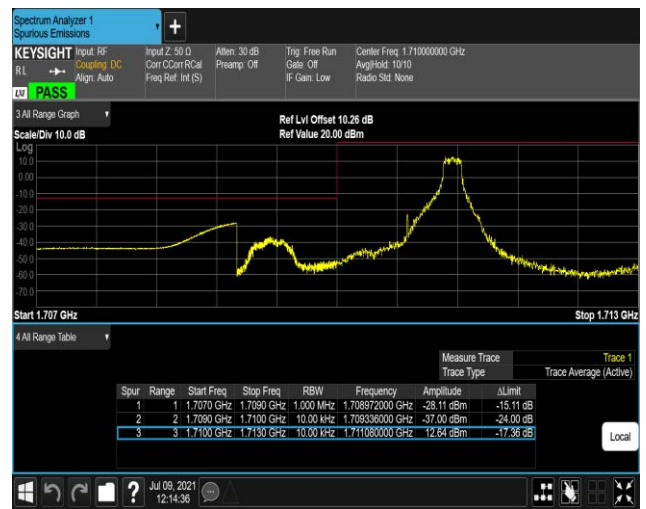 Spectrum Analyzer 1
Spurious Emissions
+
KEYSIGHT Input: RF Input Z: 50 Ω Atten: 30 dB Trig: Free Run Center Freq: 1.710000000 GHz
R L Coupling: DC Corr CCorr RCal Preamp: Off Gate: Off Avg|Hold: 10/10
Align: Auto Freq Ref: Int (S) IF Gain: Low Radio Std: None
LXI PASS
3 All Range Graph
Ref Lvl Offset 10.26 dB
Scale/Div 10.0 dB Ref Value 20.00 dBm
Log
10.0
0.00
-10.0
-20.0
-30.0
-40.0
-50.0
-60.0
-70.0
Start 1.707 GHz Stop 1.713 GHz
4 All Range Table
Measure Trace Trace 1
Trace Type Trace Average (Active)
Spur Range Start Freq Stop Freq RBW Frequency Amplitude ΔLimit
1 1 1.7070 GHz 1.7090 GHz 1.000 MHz 1.708972000 GHz -28.11 dBm -15.11 dB
2 2 1.7090 GHz 1.7100 GHz 10.00 kHz 1.709336000 GHz -37.00 dBm -24.00 dB
3 3 1.7100 GHz 1.7130 GHz 10.00 kHz 1.711080000 GHz 12.64 dBm -17.36 dB
Local
? Jul 09, 2021
12:14:36